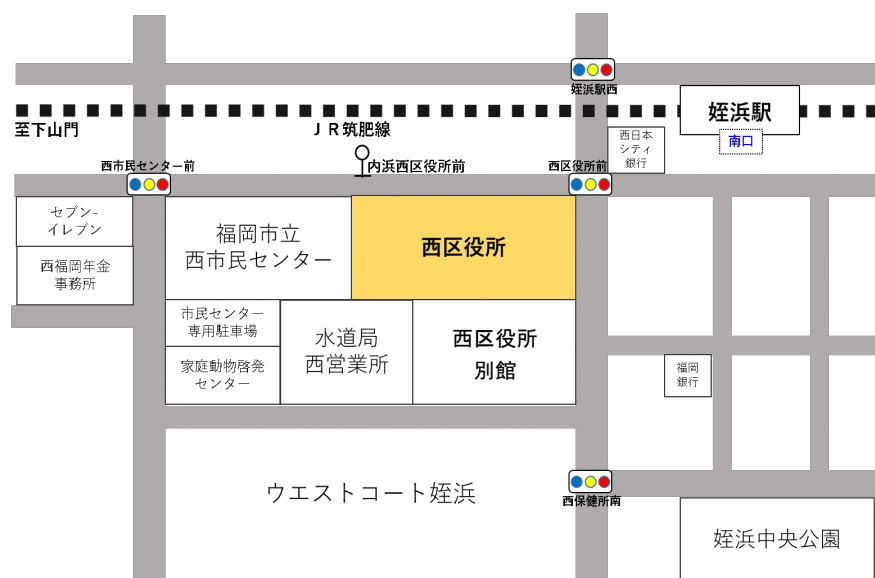 姪浜駅西
姪浜駅
南口
至下山門
JR筑肥線
西日本
シティ
銀行
西市民センター前
内浜西区役所前
西区役所前
セブン-
イレブン
西福岡年金
事務所
福岡市立
西市民センター
西区役所
市民センター
専用駐車場
家庭動物啓発
センター
水道局
西営業所
西区役所
別館
福岡
銀行
ウエストコート姪浜
西保健所南
姪浜中央公園